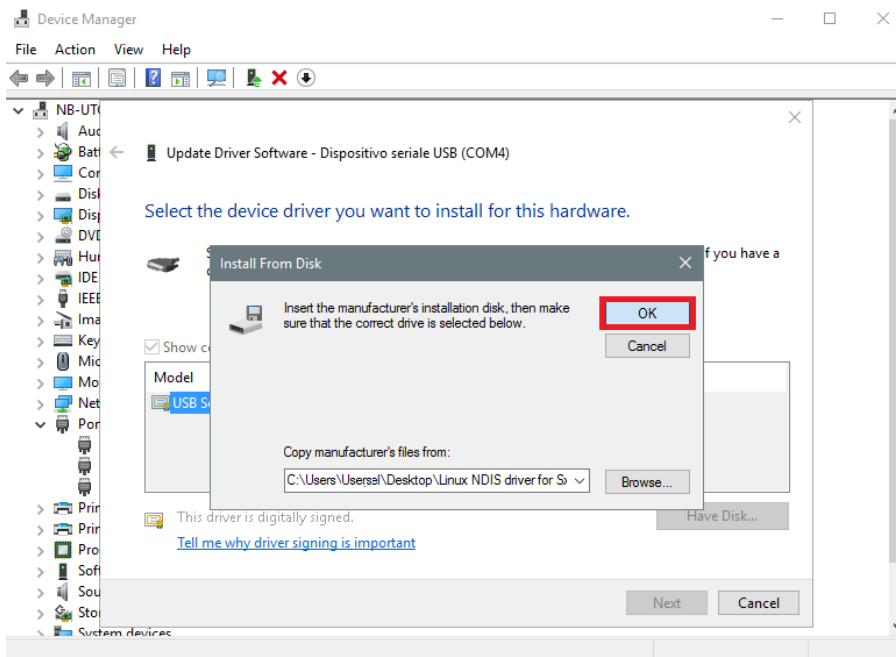 Device Manager
File Action View Help
NB-UT
Aud
Batt
Update Driver Software - Dispositivo seriale USB (COM4)
Cor
Disk
Disp
Select the device driver you want to install for this hardware.
DVD
Hur
Install From Disk
f you have a
IDE
IEEE
Insert the manufacturer's installation disk, then make
sure that the correct drive is selected below.
OK
Ima
Key
Show co
Cancel
Mic
Mo
Model
Net
USB S
Por
Copy manufacturer's files from:
C:\Users\Usersel\Desktop\Linux NDIS driver for
Browse...
Prin
This driver is digitally signed.
Have Disk...
Prin
Tell me why driver signing is important
Pro
Soft
Sou
Next
Cancel
Stor
System devices